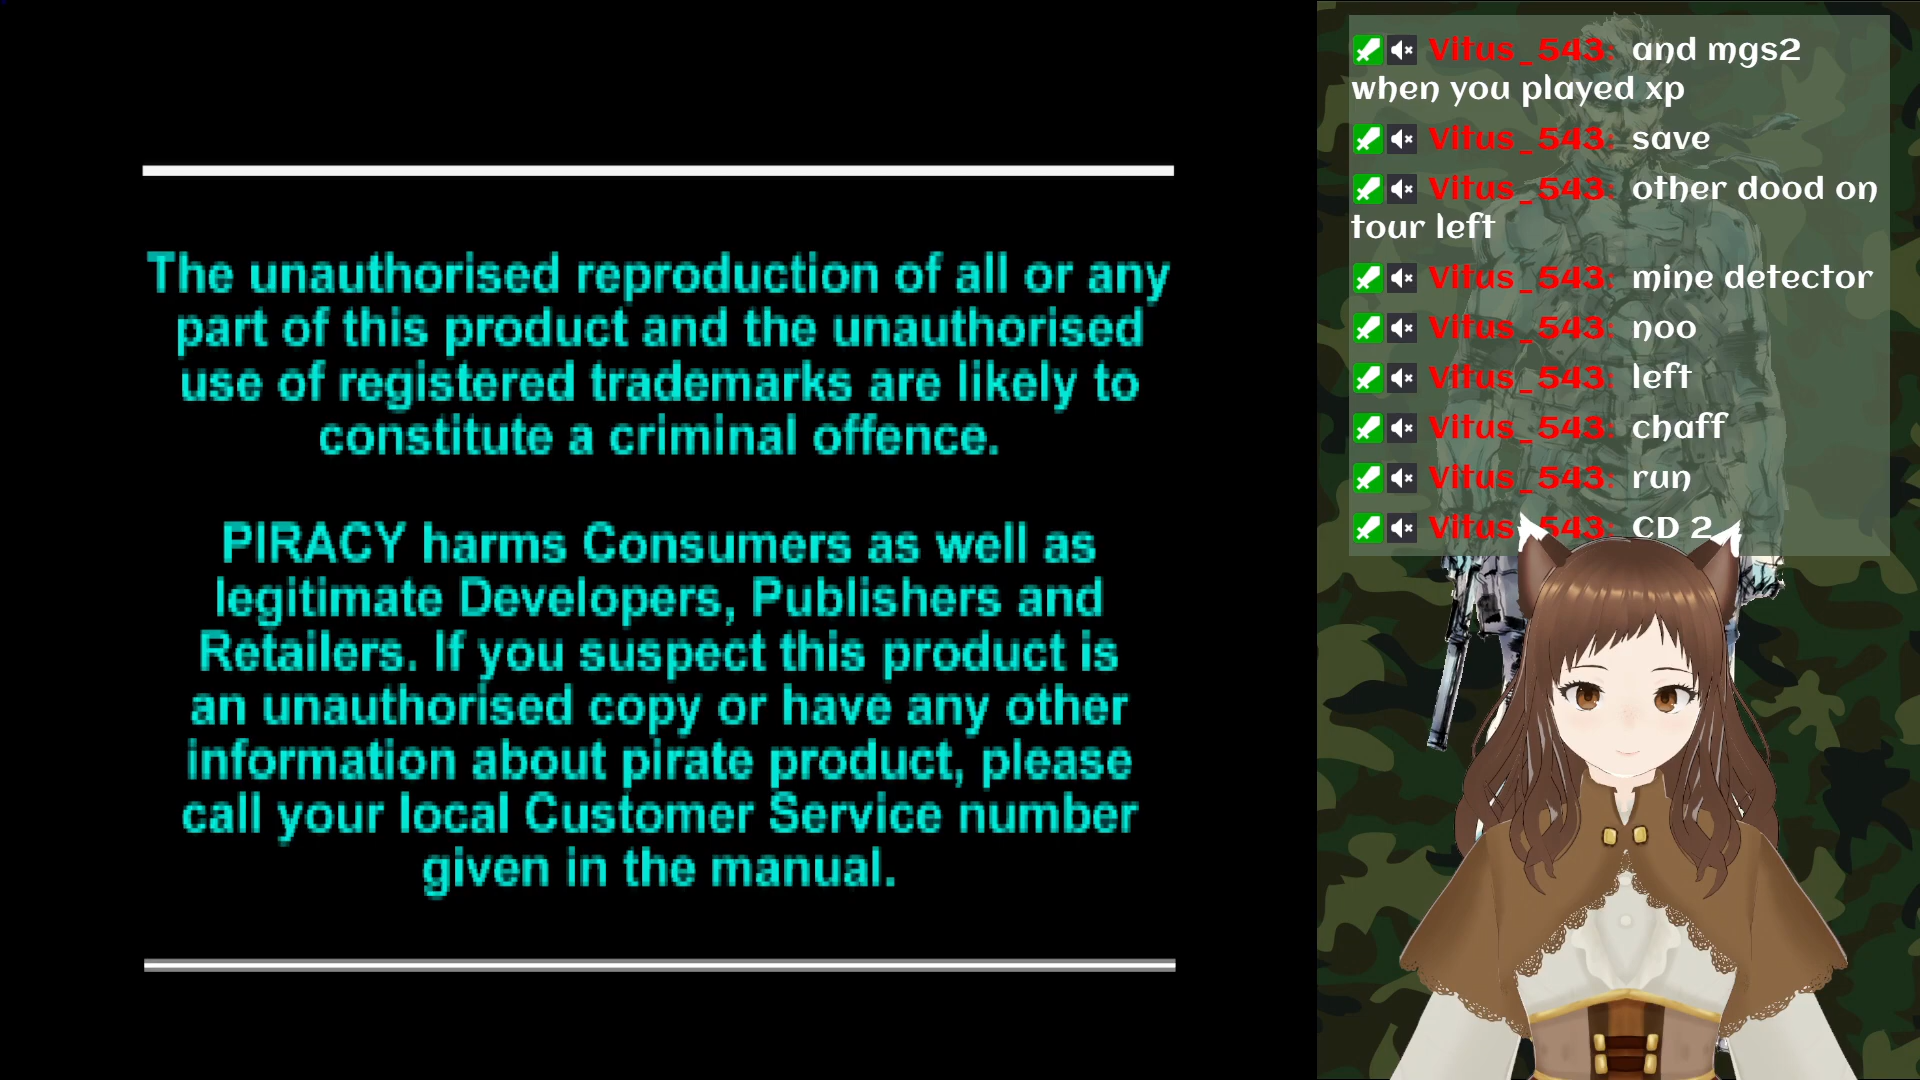 The unauthorised reproduction of all or any
part of this product and the unauthorised
use of registered trademarks are likely to
constitute a criminal offence.
PIRACY harms Consumers as well as
legitimate Developers, Publishers and
Retailers. If you suspect this product is
an unauthorised copy or have any other
information about pirate product, please
call your local Customer Service number
given in the manual.
Vitus_543: and mgs2
when you played xp
Vitus_543: save
Vitus_543: other dood on
tour left
Vitus_543: mine detector
Vitus_543: noo
Vitus_543: left
Vitus_543: chaff
Vitus_543: run
Vitus_543: CD 2